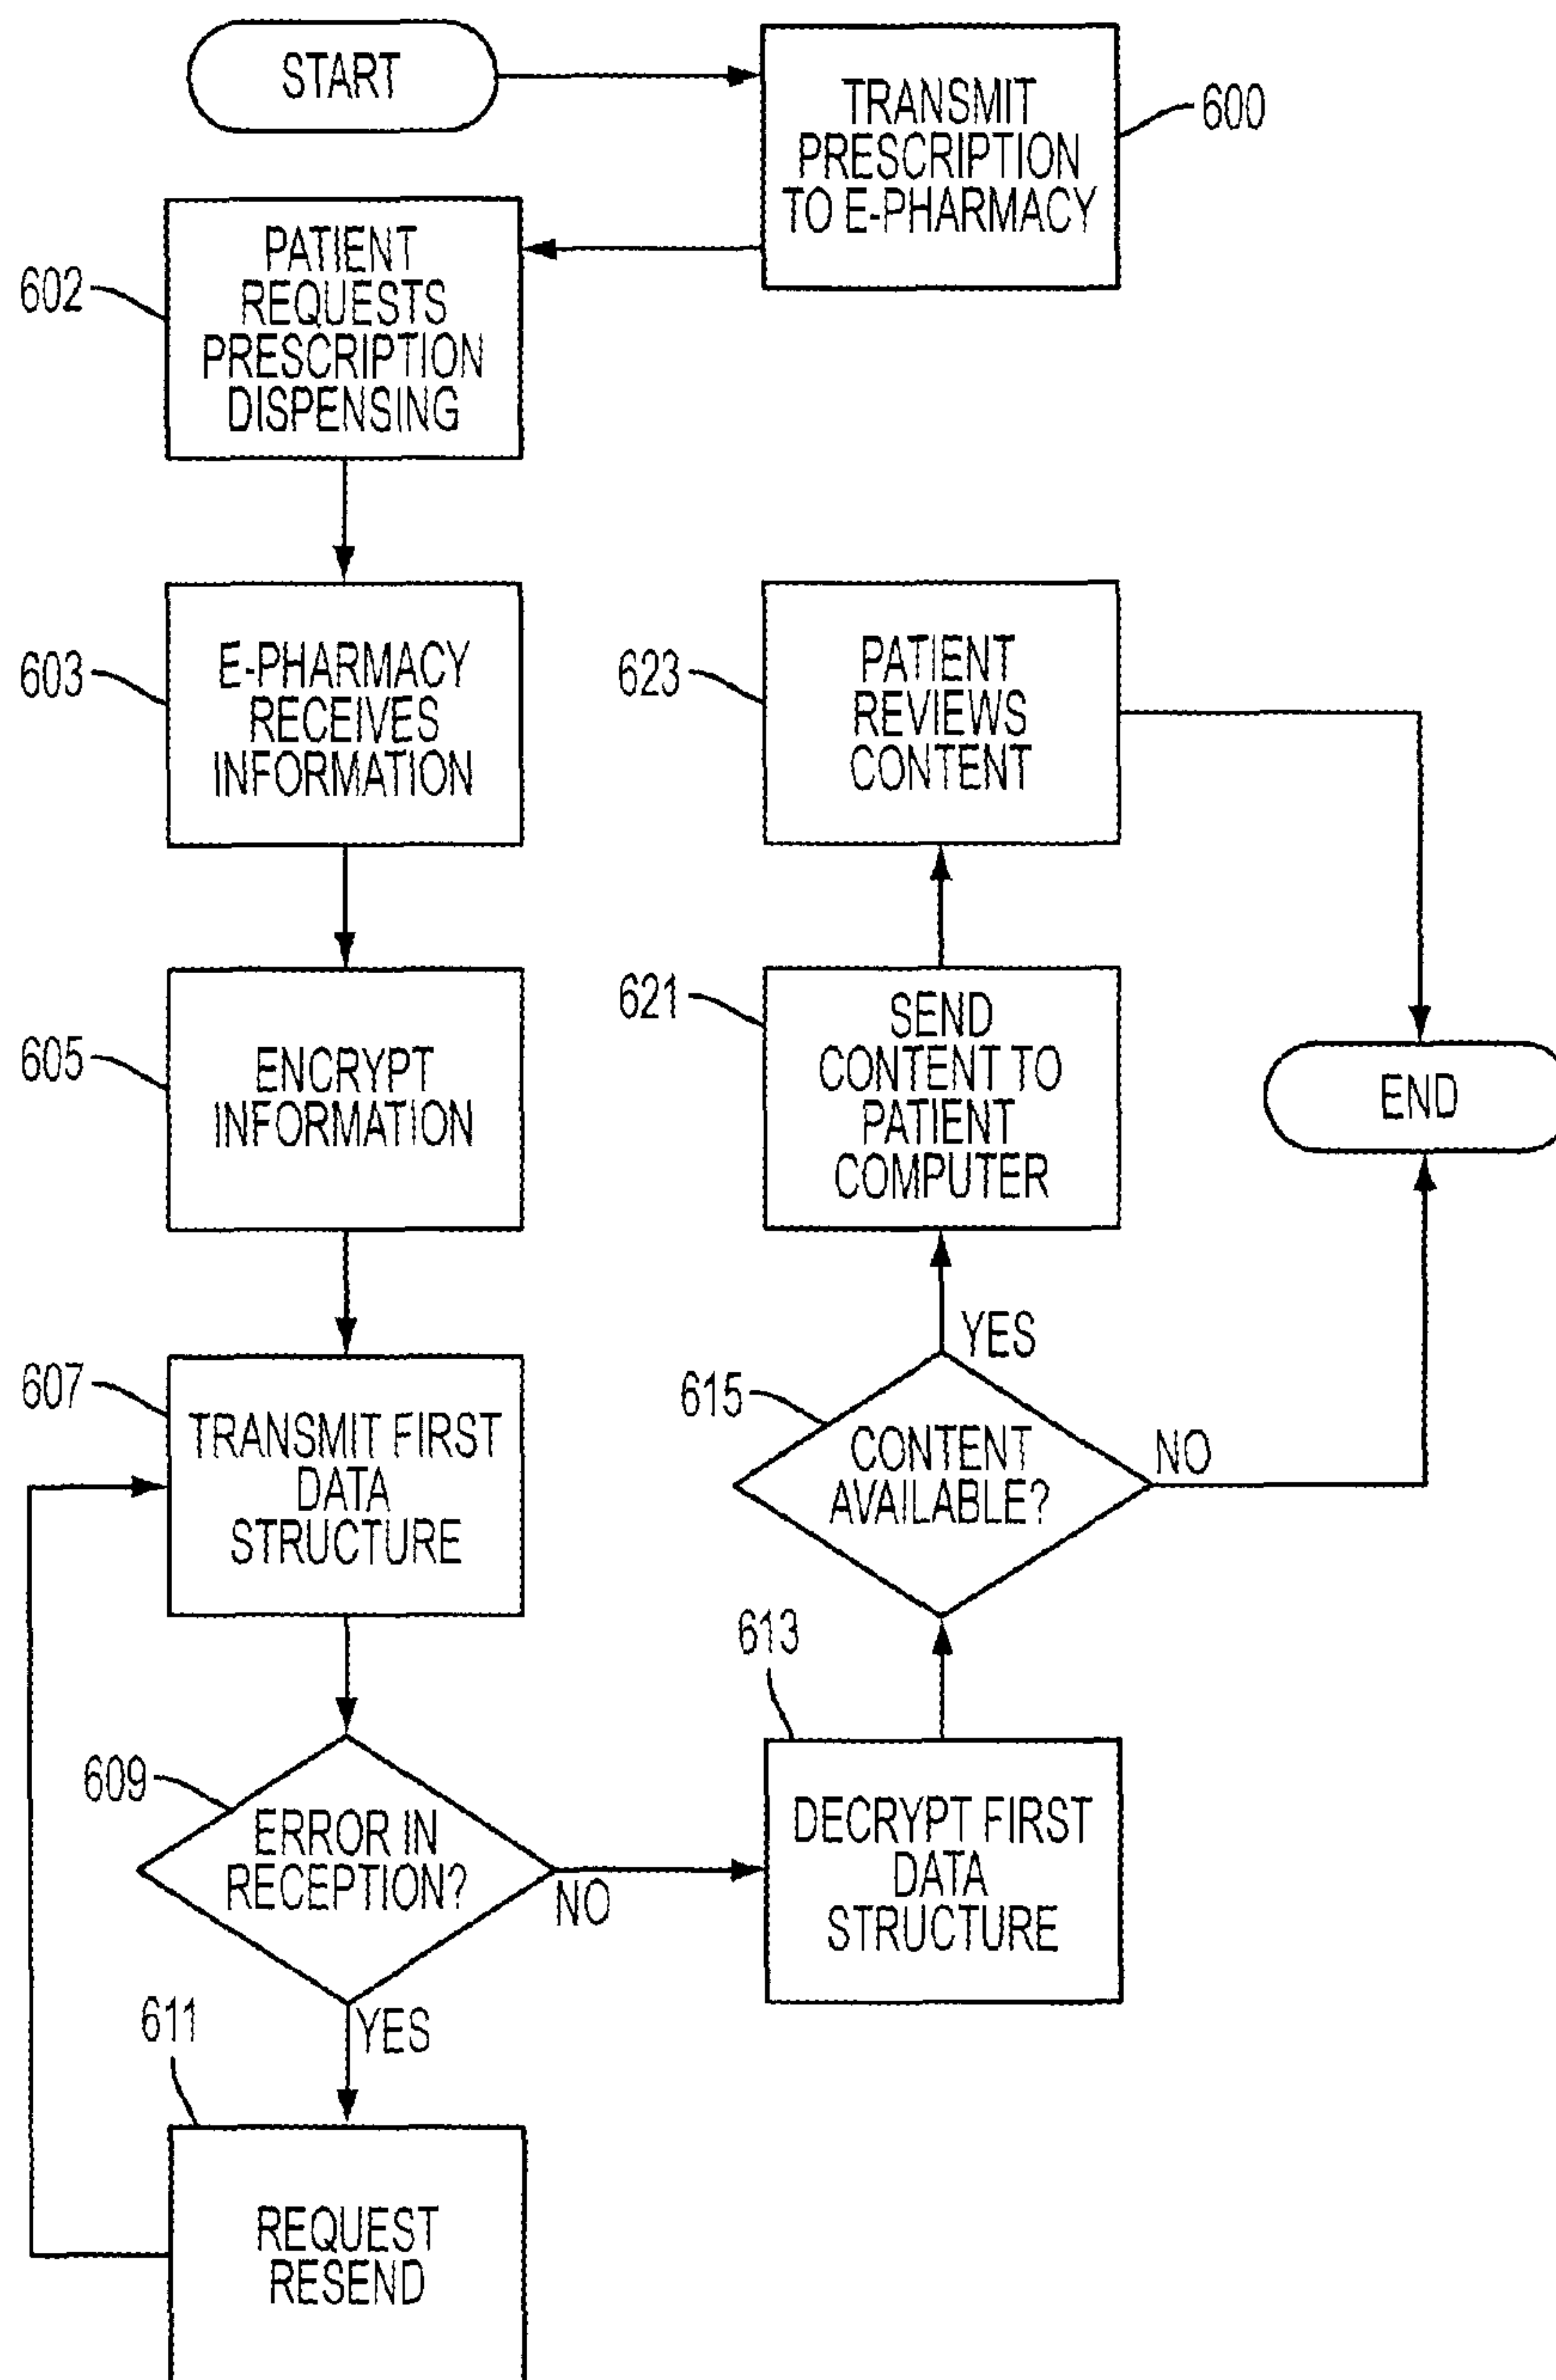 START
TRANSMIT
PRESCRIPTION
TO E-PHARMACY
600
602
PATIENT
REQUESTS
PRESCRIPTION
DISPENSING
603
E-PHARMACY
RECEIVES
INFORMATION
605
ENCRYPT
INFORMATION
607
TRANSMIT FIRST
DATA
STRUCTURE
609
ERROR IN
RECEPTION?
NO
YES
611
REQUEST
RESEND
613
DECRYPT FIRST
DATA
STRUCTURE
615
CONTENT
AVAILABLE?
NO
YES
621
SEND
CONTENT TO
PATIENT
COMPUTER
623
PATIENT
REVIEWS
CONTENT
END